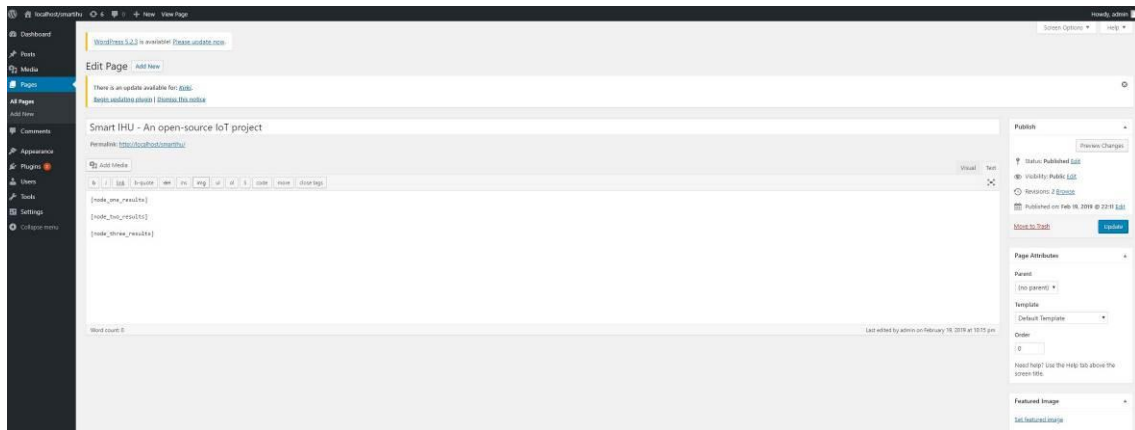 localhost/smartihu 6 0 + New View Page Howdy, admin
Screen Options Help
Dashboard
Posts
Media
Pages
All Pages
Add New
Comments
Appearance
Plugins
Users
Tools
Settings
Collapse menu
WordPress 5.2.3 is available! Please update now.
Edit Page Add New
There is an update available for:
Begin updating plugin | Dismiss this notice
Smart IHU - An open-source IoT project
Permalink: http://localhost/smartihu/
Add Media
Visual Text
b i link b-quote del ins img ul ol li code more close tags
[node_one_results]
[node_two_results]
[node_three_results]
Word count: 0
Last edited by admin on February 19, 2019 at 10:15 pm
Publish
Preview Changes
Status: Published Edit
Visibility: Public Edit
Revisions: 2 Browse
Published on: Feb 19, 2019 @ 22:11 Edit
Move to Trash Update
Page Attributes
Parent
(no parent)
Template
Default Template
Order
0
Need help? Use the Help tab above the
screen title.
Featured Image
Set featured image